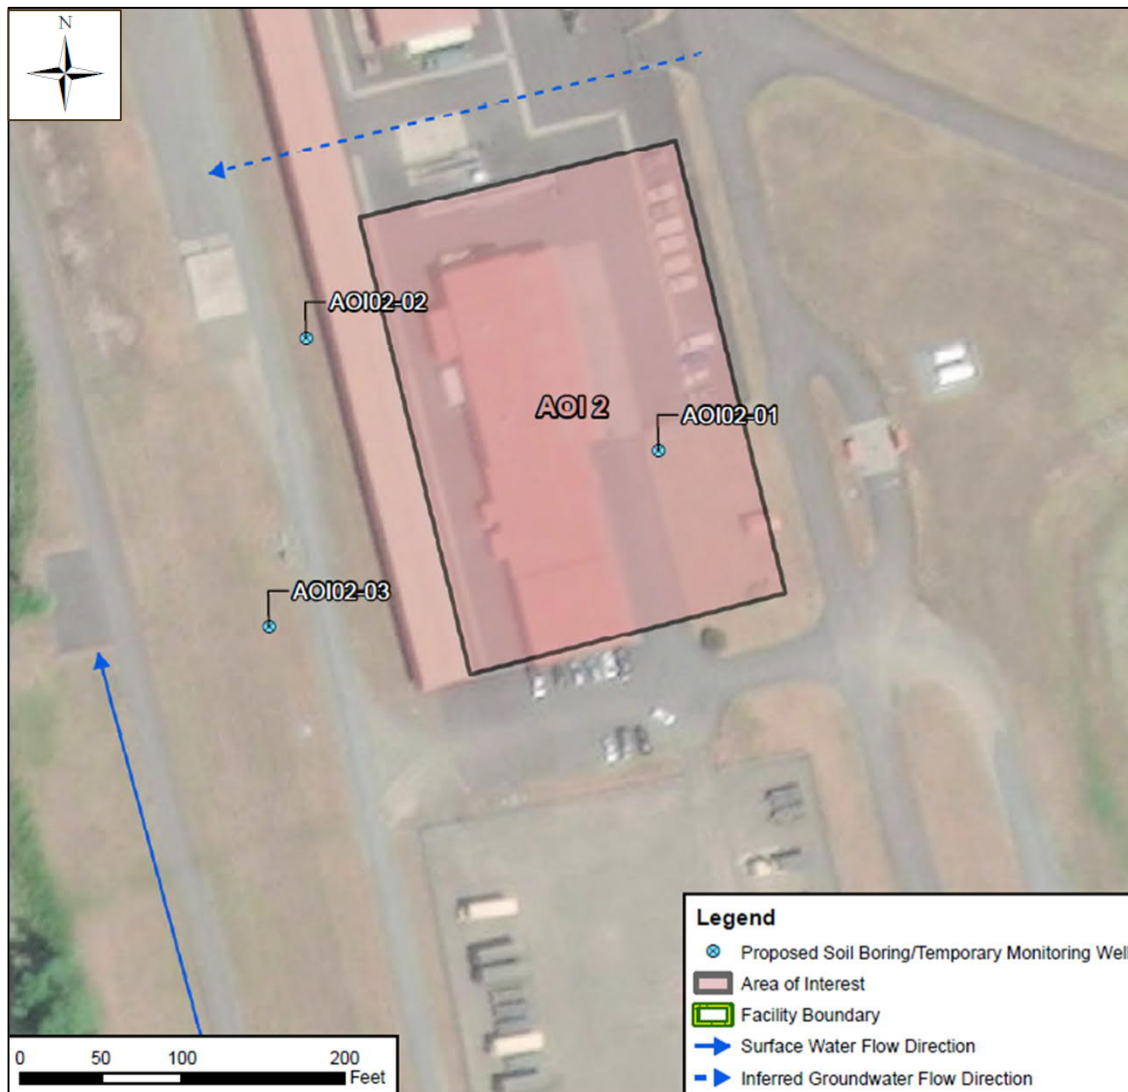 N
AOI02-02
AOI 2
AOI02-01
AOI02-03
Legend
Proposed Soil Boring/Temporary Monitoring Wel
Area of Interest
Facility Boundary
Surface Water Flow Direction
Inferred Groundwater Flow Direction
0 50 100 200
Feet